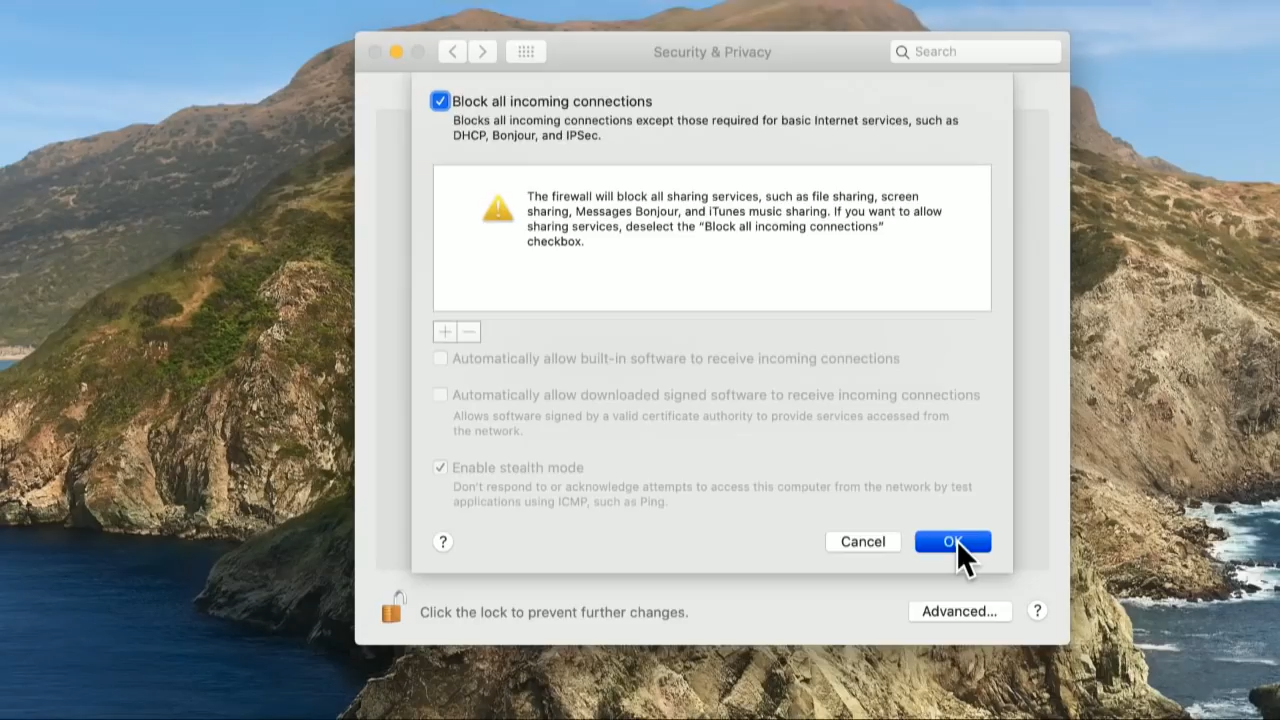 Security & Privacy
Search
Block all incoming connections
Blocks all incoming connections except those required for basic Internet services, such as
DHCP, Bonjour, and IPSec.
The firewall will block all sharing services, such as file sharing, screen
sharing, Messages Bonjour, and iTunes music sharing. If you want to allow
sharing services, deselect the “Block all incoming connections”
checkbox.
Automatically allow built-in software to receive incoming connections
Automatically allow downloaded signed software to receive incoming connections
Allows software signed by a valid certificate authority to provide services accessed from
the network.
Enable stealth mode
Don't respond to or acknowledge attempts to access this computer from the network by test
applications using ICMP, such as Ping.
? Cancel OK
Click the lock to prevent further changes. Advanced... ?